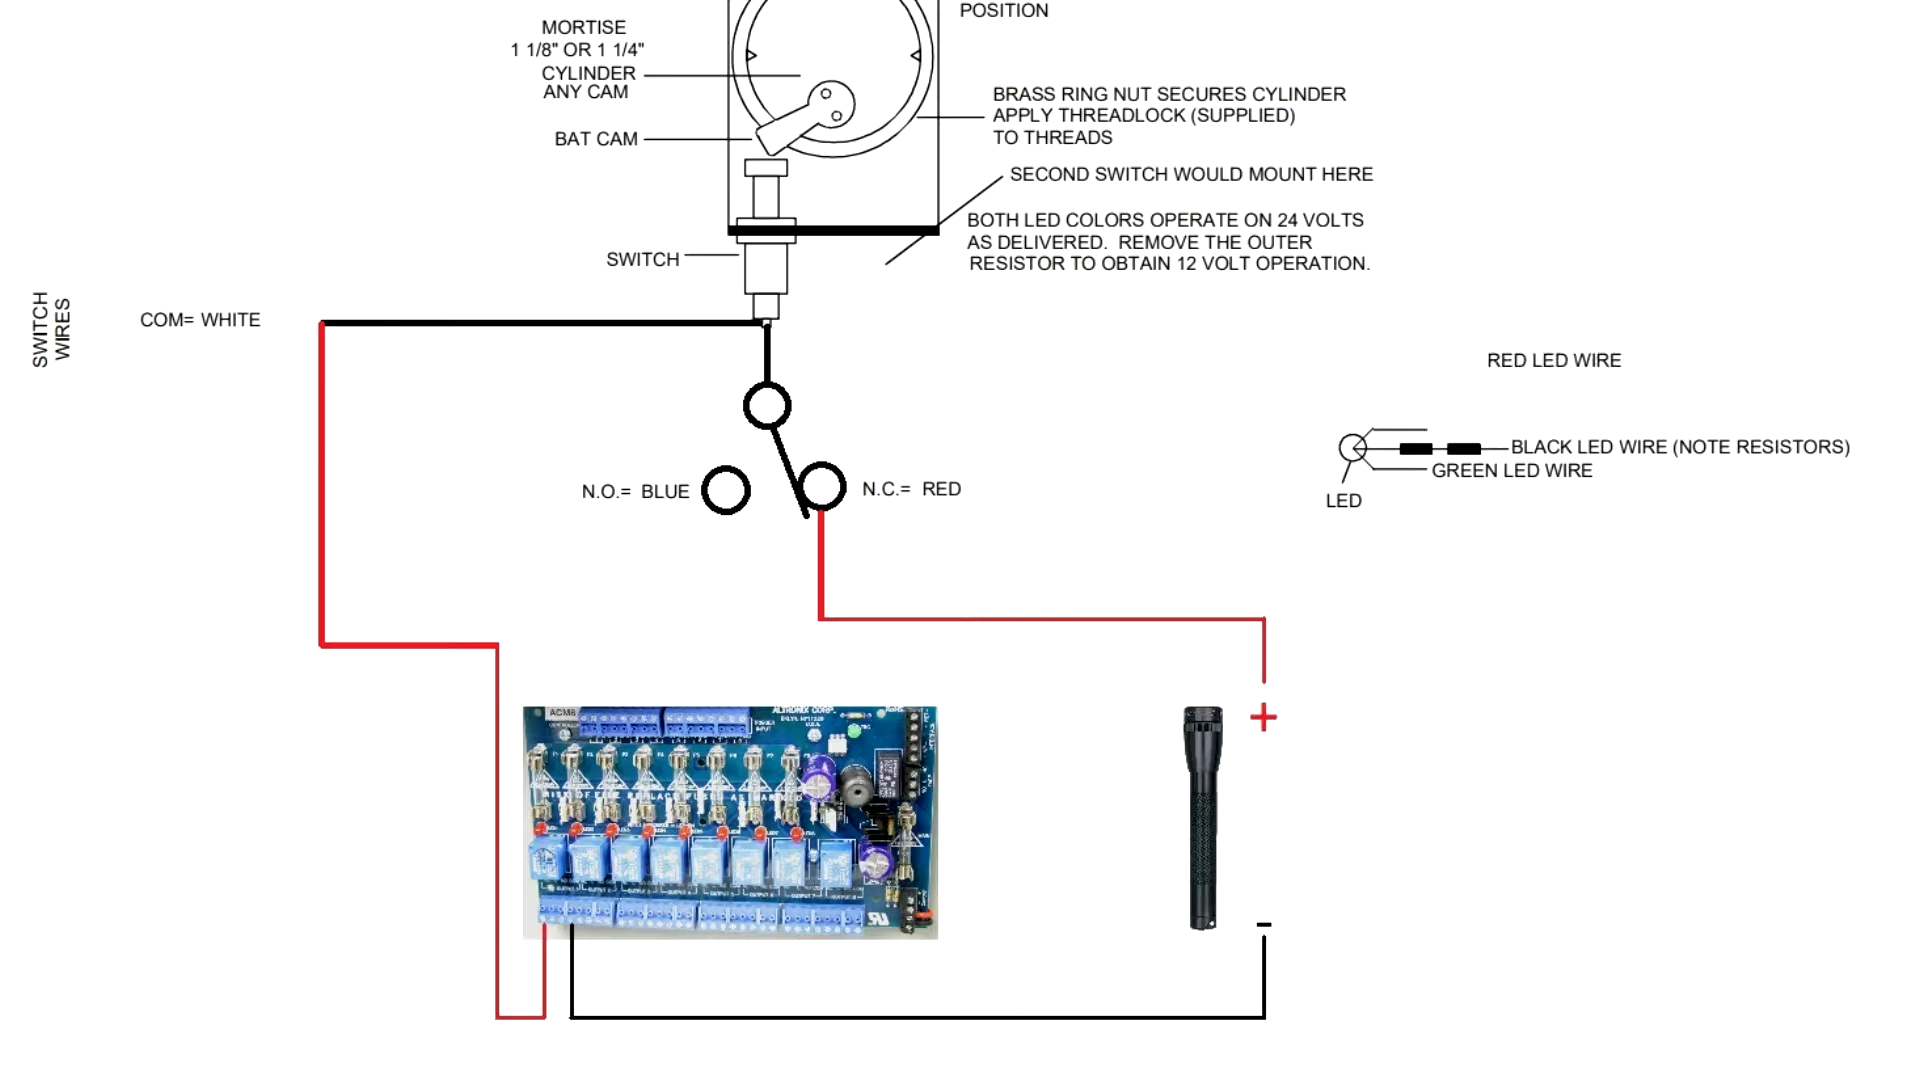 POSITION
MORTISE
1 1/8" OR 1 1/4"
CYLINDER
ANY CAM
BAT CAM
BRASS RING NUT SECURES CYLINDER
APPLY THREADLOCK (SUPPLIED)
TO THREADS
SECOND SWITCH WOULD MOUNT HERE
BOTH LED COLORS OPERATE ON 24 VOLTS
AS DELIVERED.  REMOVE THE OUTER
RESISTOR TO OBTAIN 12 VOLT OPERATION.
SWITCH
SWITCH
WIRES
COM= WHITE
RED LED WIRE
BLACK LED WIRE (NOTE RESISTORS)
GREEN LED WIRE
LED
N.O.= BLUE
N.C.= RED
+
-
ACM8
ALTRONIX CORP.